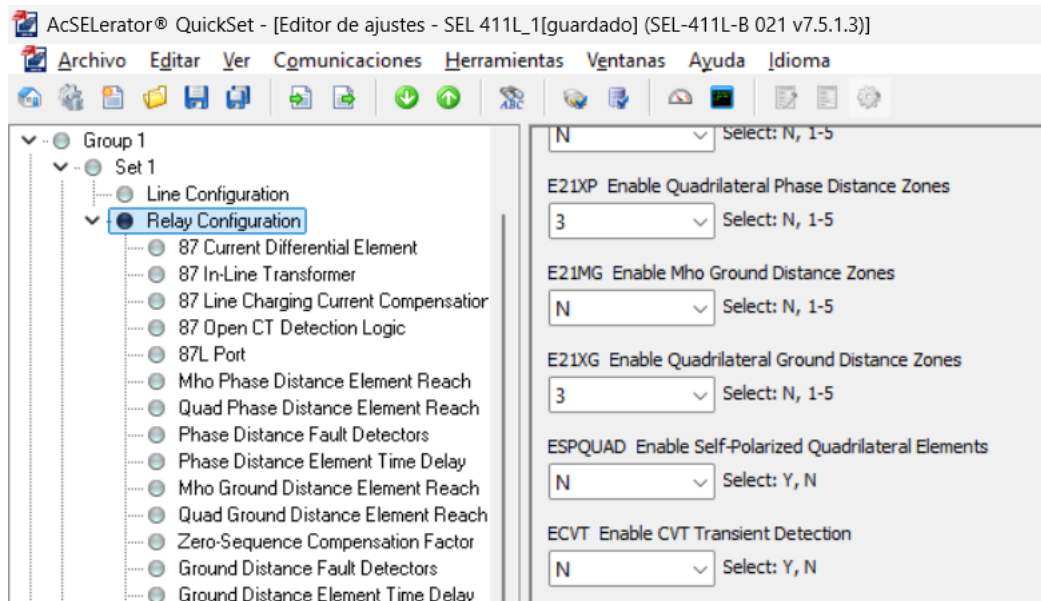 AcSELerator® QuickSet - [Editor de ajustes - SEL 411L_1[guardado] (SEL-411L-B 021 v7.5.1.3)]
Archivo Editar Ver Comunicaciones Herramientas Ventanas Ayuda Idioma
ABC
Group 1
Set 1
Line Configuration
Relay Configuration
87 Current Differential Element
87 In-Line Transformer
87 Line Charging Current Compensation
87 Open CT Detection Logic
87L Port
Mho Phase Distance Element Reach
Quad Phase Distance Element Reach
Phase Distance Fault Detectors
Phase Distance Element Time Delay
Mho Ground Distance Element Reach
Quad Ground Distance Element Reach
Zero-Sequence Compensation Factor
Ground Distance Fault Detectors
Ground Distance Element Time Delay
N Select: N, 1-5
E21XP Enable Quadrilateral Phase Distance Zones
3 Select: N, 1-5
E21MG Enable Mho Ground Distance Zones
N Select: N, 1-5
E21XG Enable Quadrilateral Ground Distance Zones
3 Select: N, 1-5
ESPQUAD Enable Self-Polarized Quadrilateral Elements
N Select: Y, N
ECVT Enable CVT Transient Detection
N Select: Y, N